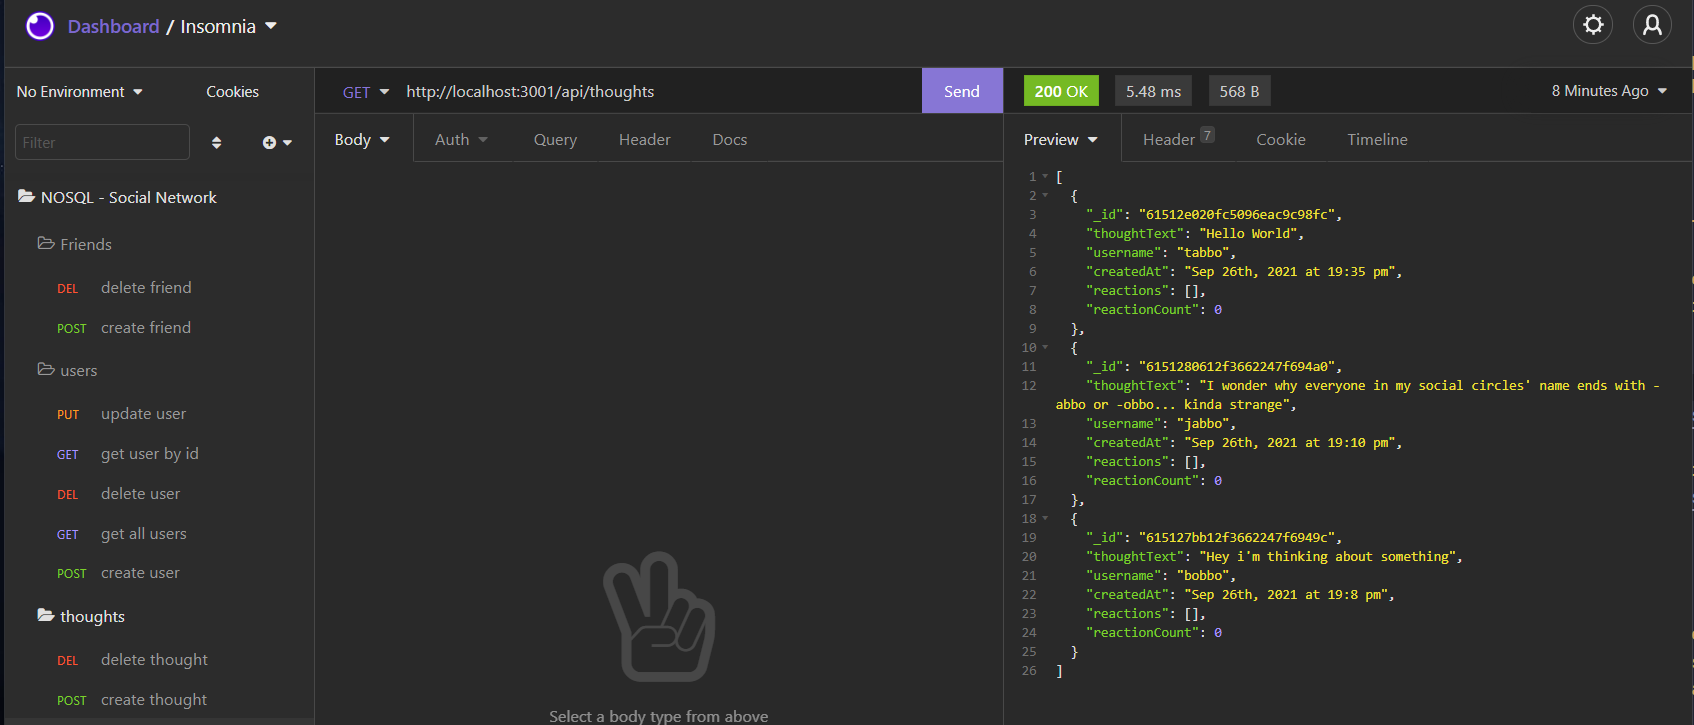 Dashboard / Insomnia
No Environment
Cookies
Filter
NOSQL - Social Network
Friends
DEL delete friend
POST create friend
users
PUT update user
GET get user by id
DEL delete user
GET get all users
POST create user
thoughts
DEL delete thought
POST create thought
GET http://localhost:3001/api/thoughts
Send
Body Auth Query Header Docs
Select a body type from above
200 OK 5.48 ms 568 B
8 Minutes Ago
Preview Header 7 Cookie Timeline
1 [
2 {
3 "_id": "61512e020fc5096eac9c98fc",
4 "thoughtText": "Hello World",
5 "username": "tabbo",
6 "createdAt": "Sep 26th, 2021 at 19:35 pm",
7 "reactions": [],
8 "reactionCount": 0
9 },
10 {
11 "_id": "6151280612f3662247f694a0",
12 "thoughtText": "I wonder why everyone in my social circles' name ends with -
abbo or -obbo... kinda strange",
13 "username": "jabbo",
14 "createdAt": "Sep 26th, 2021 at 19:10 pm",
15 "reactions": [],
16 "reactionCount": 0
17 },
18 {
19 "_id": "615127bb12f3662247f6949c",
20 "thoughtText": "Hey i'm thinking about something",
21 "username": "bobbo",
22 "createdAt": "Sep 26th, 2021 at 19:8 pm",
23 "reactions": [],
24 "reactionCount": 0
25 }
26 ]